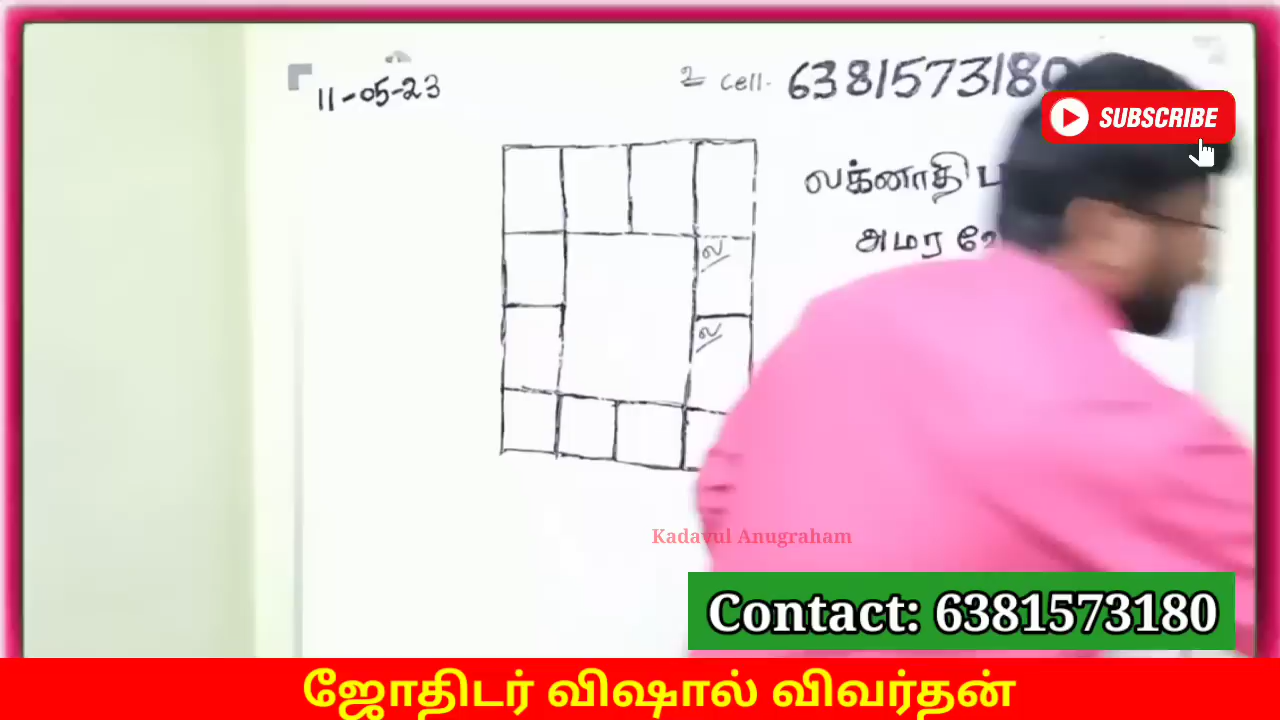 11-05-23
2 cell. 6381573180
SUBSCRIBE
லக்னாதி
ல
அமர
ல
Kadavul Anugraham
Contact: 6381573180
ஜோதிடர் விஷால் விவர்தன்